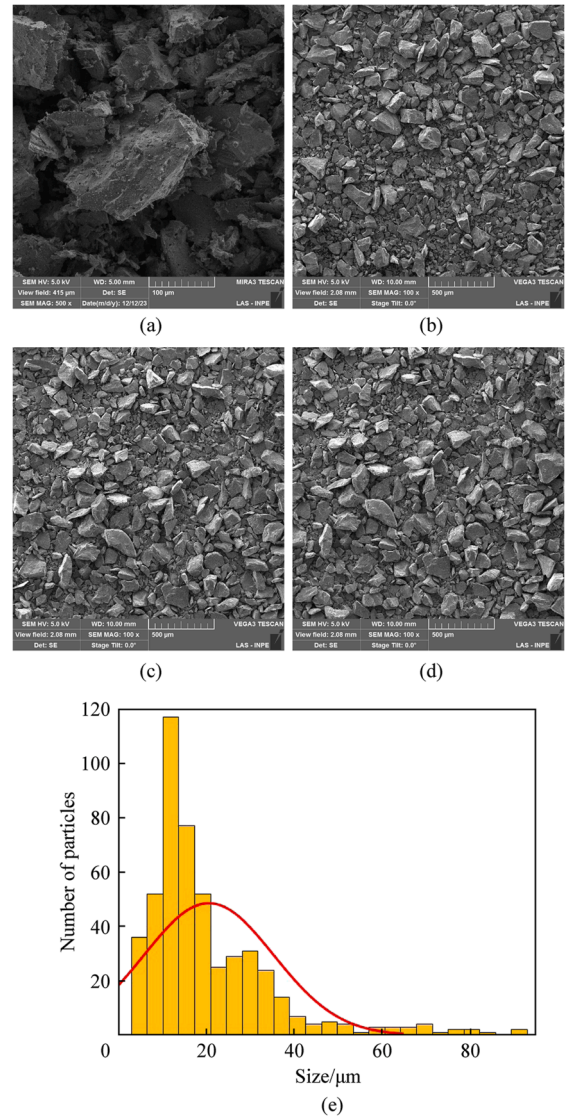 SEM HV: 5.0 kV WD: 5.00 mm MIRA3 TESCAN
View field: 415 µm Det: SE 100 µm
SEM MAG: 500 x Date(m/d/y): 12/12/23 LAS - INPE
(a)
SEM HV: 5.0 kV WD: 10.00 mm VEGA3 TESCAN
View field: 2.08 mm SEM MAG: 100 x 500 µm
Det: SE Stage Tilt: 0.0° LAS - INPE
(b)
SEM HV: 5.0 kV WD: 10.00 mm VEGA3 TESCAN
View field: 2.08 mm SEM MAG: 100 x 500 µm
Det: SE Stage Tilt: 0.0° LAS - INPE
(c)
SEM HV: 5.0 kV WD: 10.00 mm VEGA3 TESCAN
View field: 2.08 mm SEM MAG: 100 x 500 µm
Det: SE Stage Tilt: 0.0° LAS - INPE
(d)
120
100
80
60
40
20
Number of particles
0 20 40 60 80
Size/µm
(e)